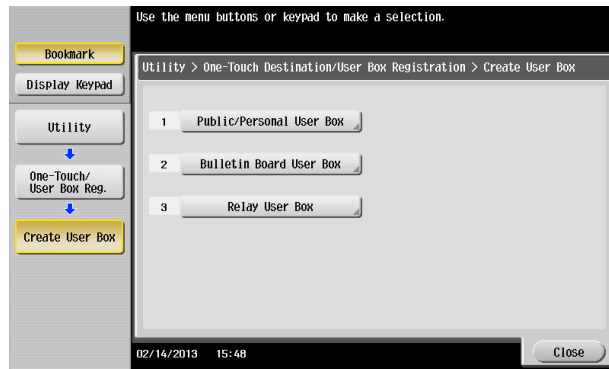 Use the menu buttons or keypad to make a selection.
Bookmark
Display Keypad
Utility
One-Touch/
User Box Reg.
Create User Box
Utility > One-Touch Destination/User Box Registration > Create User Box
1 Public/Personal User Box
2 Bulletin Board User Box
3 Relay User Box
02/14/2013 15:48
Close